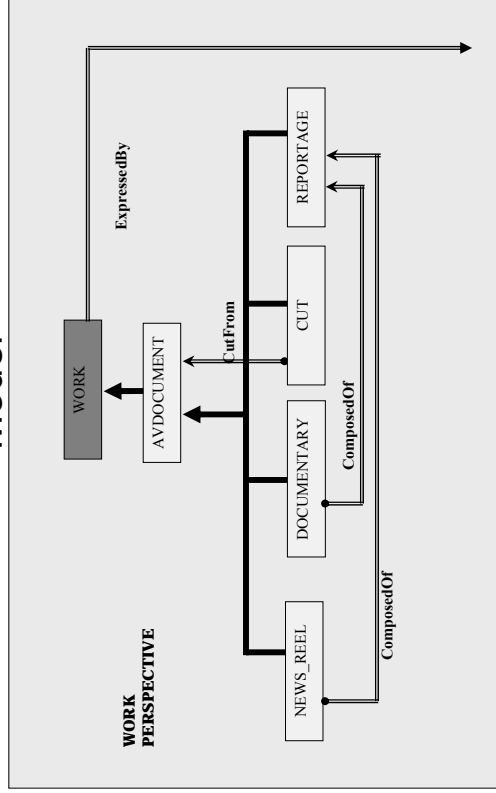 WORK
PERSPECTIVE
WORK
ExpressedBy
AVDOCUMENT
CutFrom
NEWS_REEL
DOCUMENTARY
CUT
REPORTAGE
ComposedOf
ComposedOf